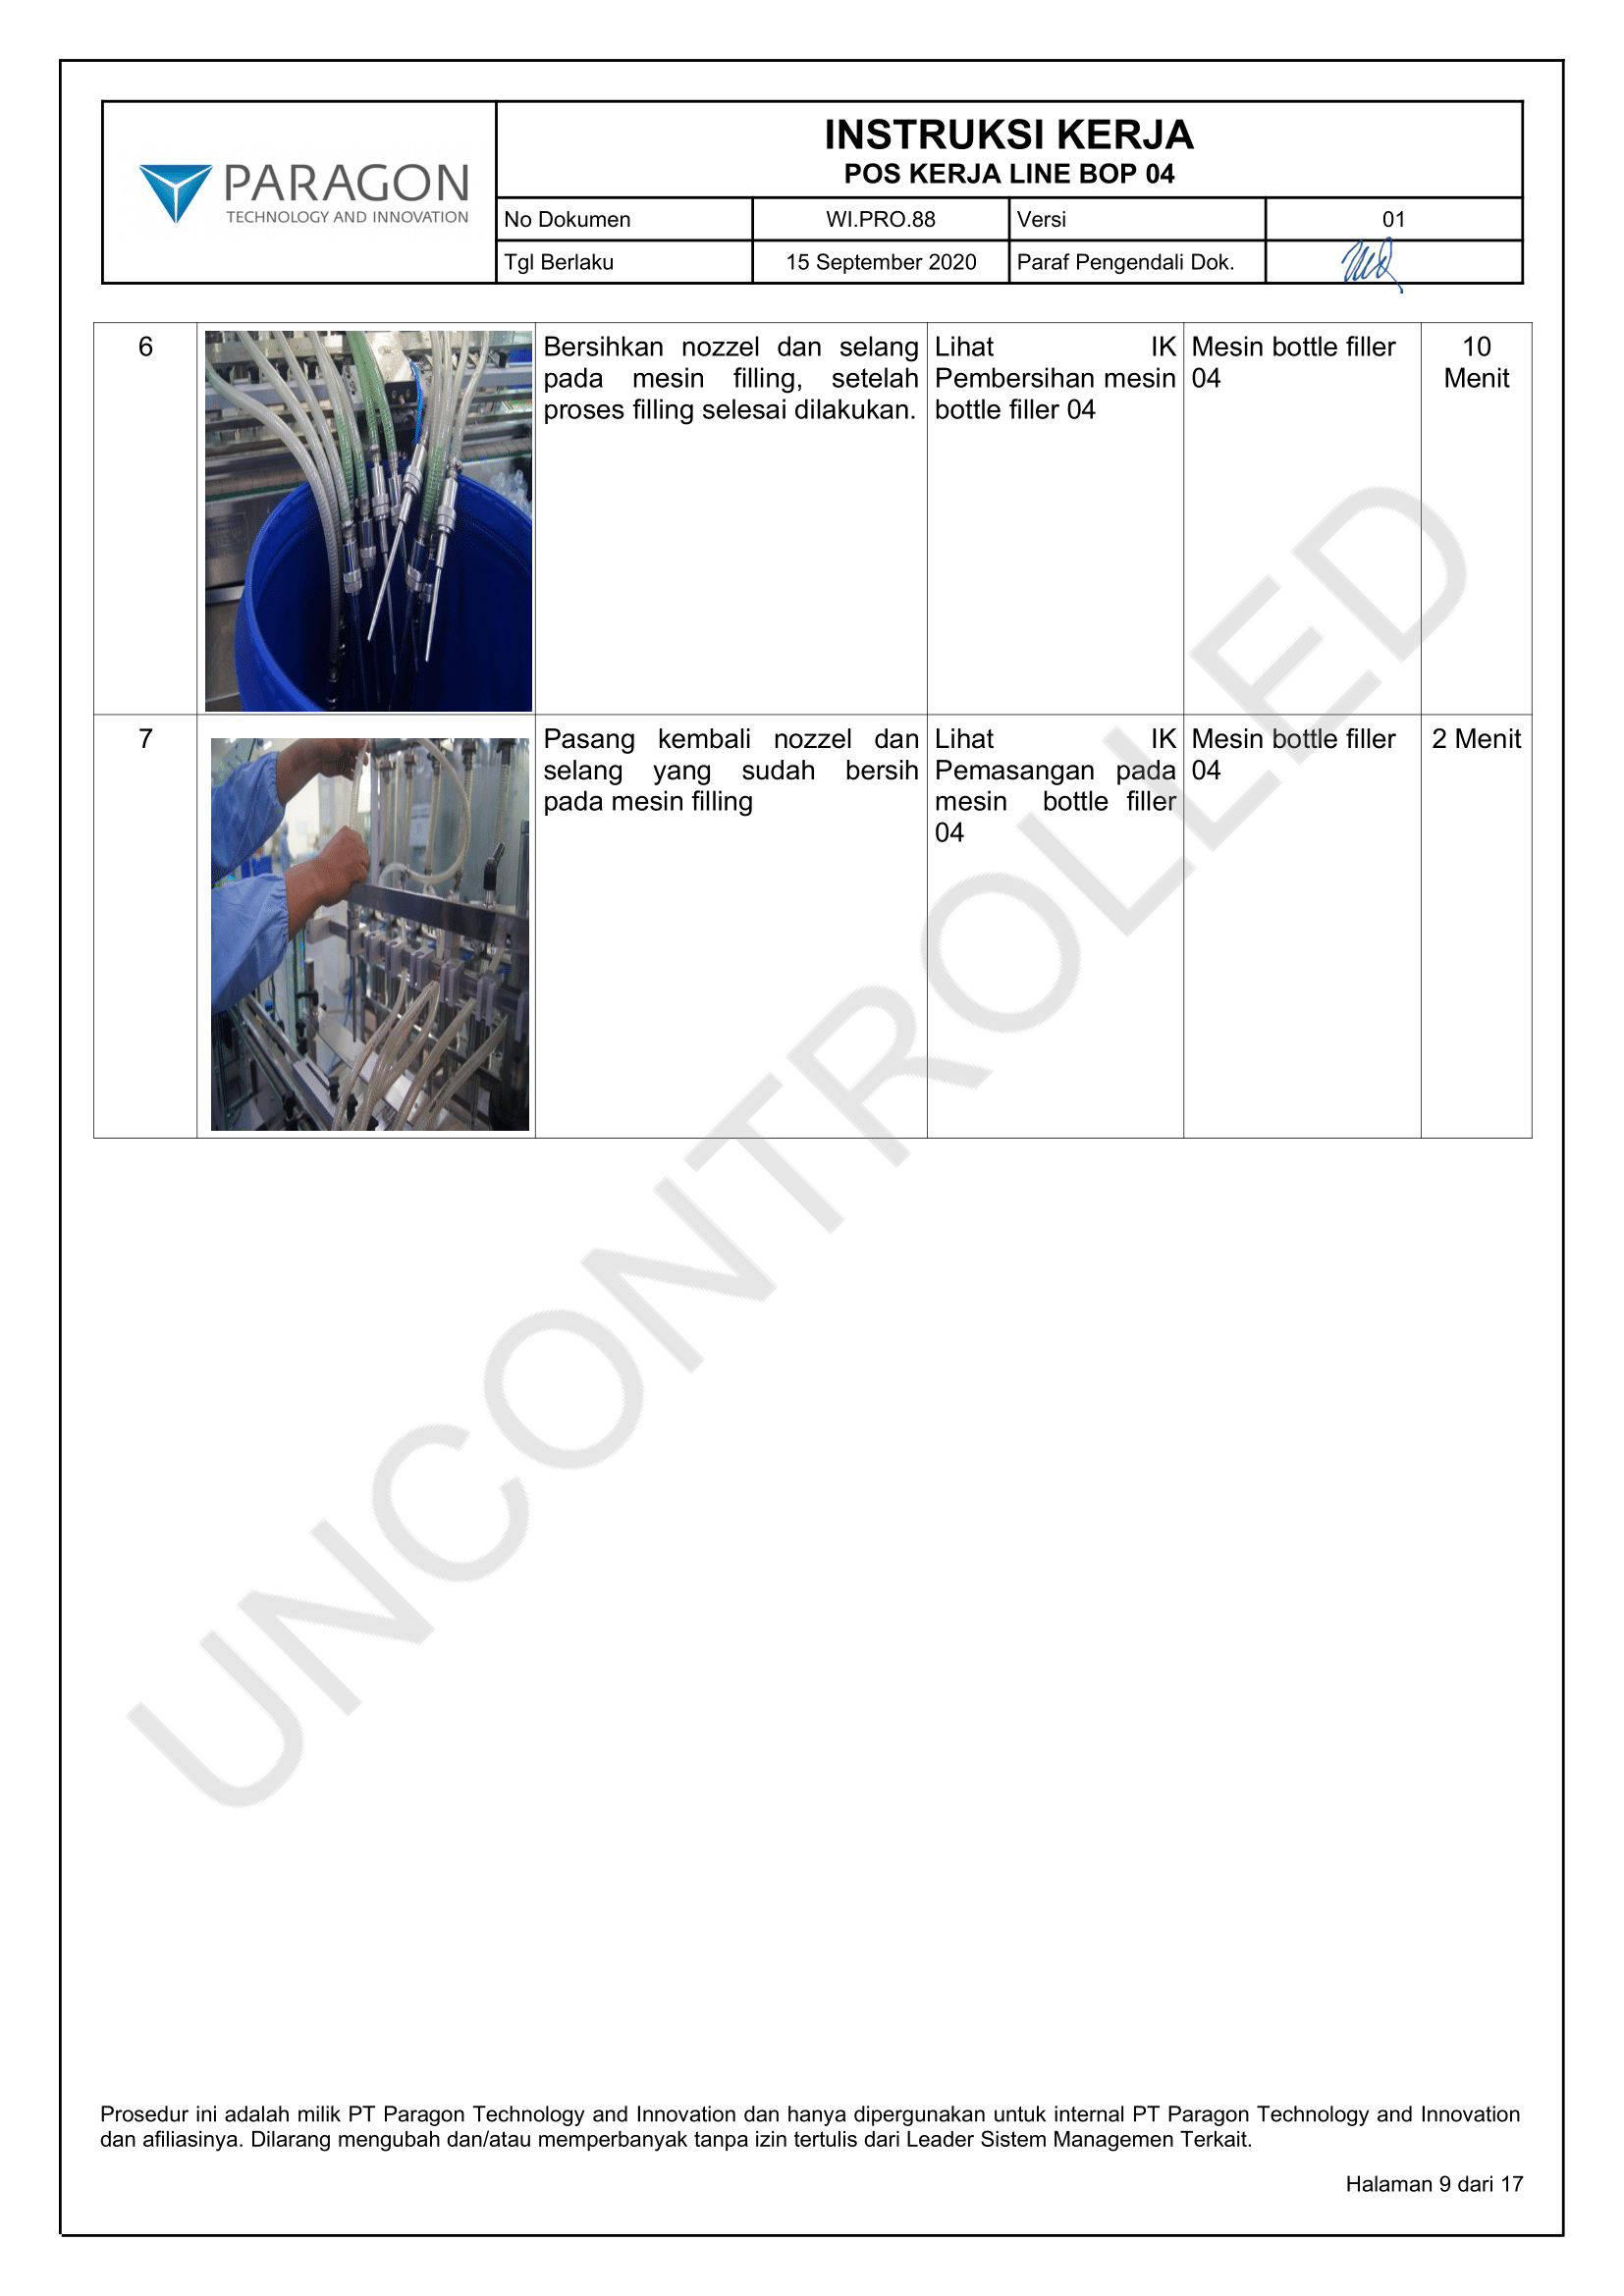 PARAGON
TECHNOLOGY AND INNOVATION
INSTRUKSI KERJA
POS KERJA LINE BOP 04
No Dokumen WI.PRO.88 Versi 01
Tgl Berlaku 15 September 2020 Paraf Pengendali Dok.
6
Bersihkan nozzel dan selang
pada mesin filling, setelah
proses filling selesai dilakukan.
Lihat IK
Pembersihan mesin
bottle filler 04
Mesin bottle filler
04
10
Menit
7
Pasang kembali nozzel dan
selang yang sudah bersih
pada mesin filling
Lihat IK
Pemasangan pada
mesin bottle filler
04
Mesin bottle filler
04
2 Menit
UNCONTROLLED
Prosedur ini adalah milik PT Paragon Technology and Innovation dan hanya dipergunakan untuk internal PT Paragon Technology and Innovation
dan afiliasinya. Dilarang mengubah dan/atau memperbanyak tanpa izin tertulis dari Leader Sistem Managemen Terkait.
Halaman 9 dari 17